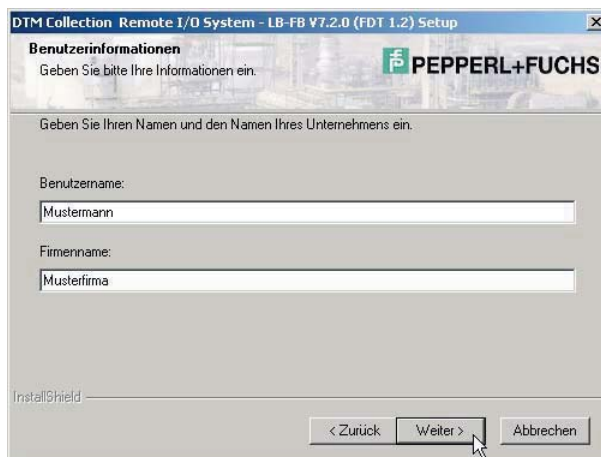 DTM Collection Remote I/O System - LB-FB V7.2.0 (FDT 1.2) Setup
Benutzerinformationen
Geben Sie bitte Ihre Informationen ein.
PEPPERL+FUCHS
Geben Sie Ihren Namen und den Namen Ihres Unternehmens ein.
Benutzername:
Mustermann
Firmenname:
Musterfirma
InstallShield
< Zurück Weiter > Abbrechen